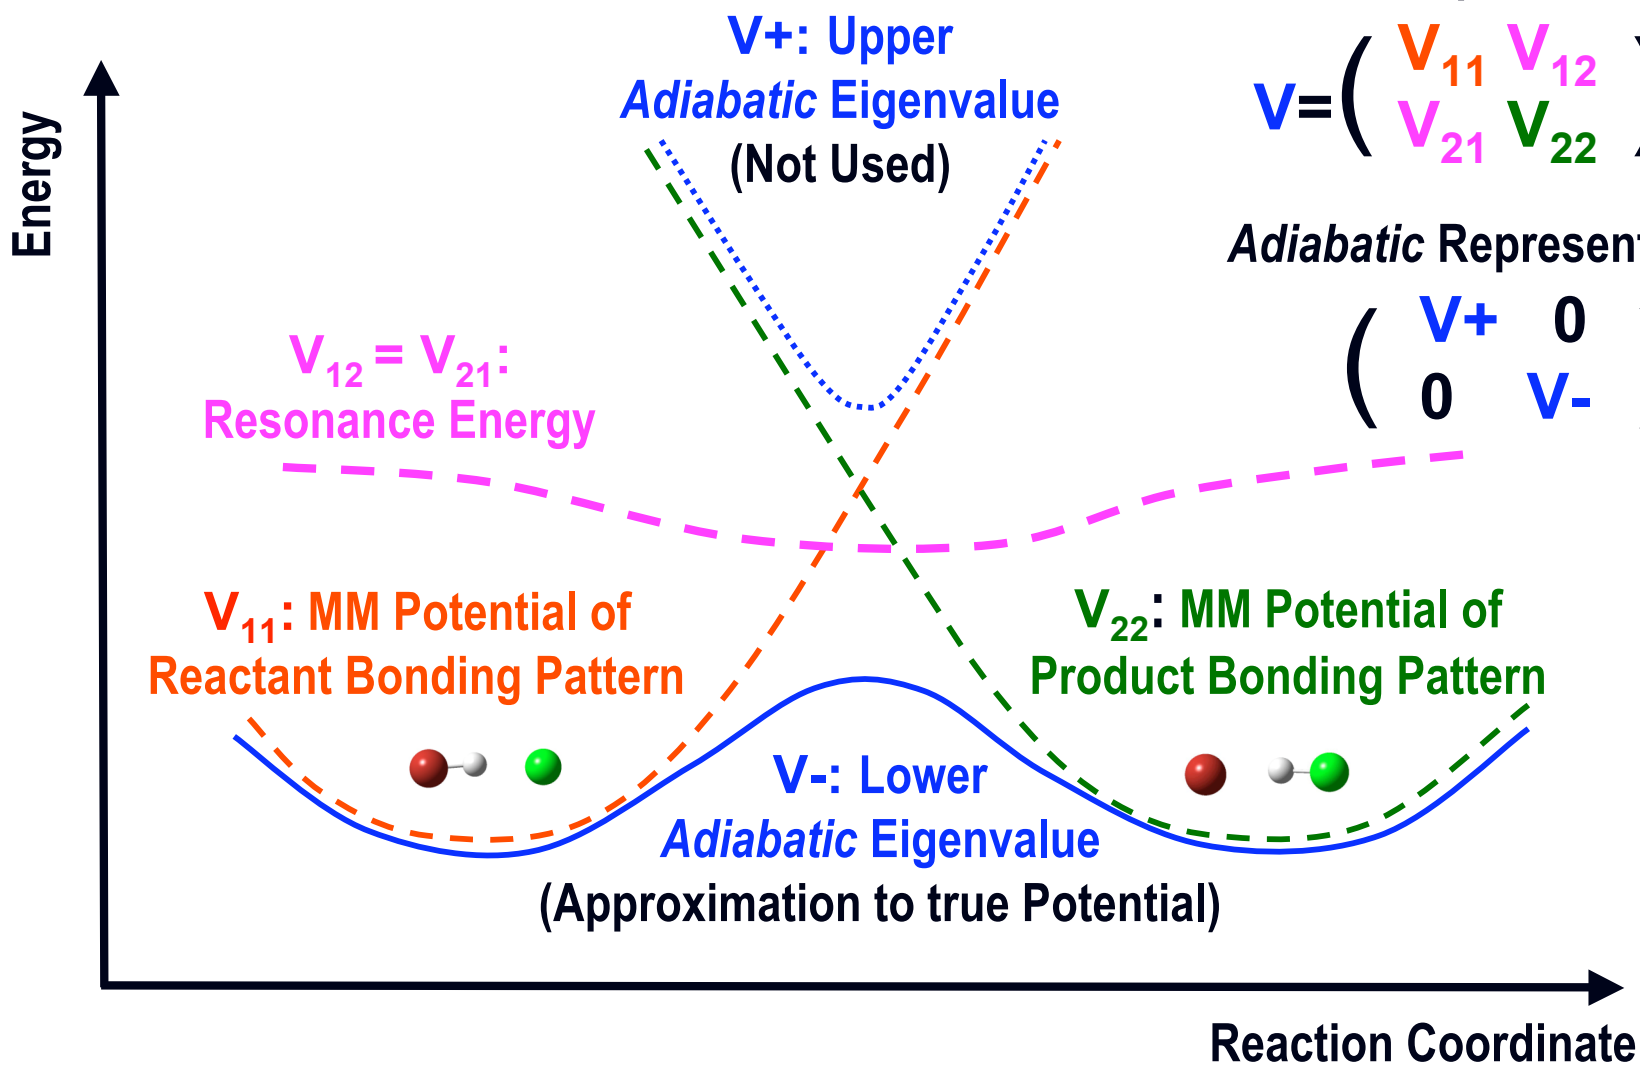 V+: Upper
Adiabatic Eigenvalue
(Not Used)
V=( V11 V12
V21 V22 )
Adiabatic Represent
( V+ 0
0 V-
Energy
V12 = V21:
Resonance Energy
V11: MM Potential of
Reactant Bonding Pattern
V22: MM Potential of
Product Bonding Pattern
V-: Lower
Adiabatic Eigenvalue
(Approximation to true Potential)
Reaction Coordinate